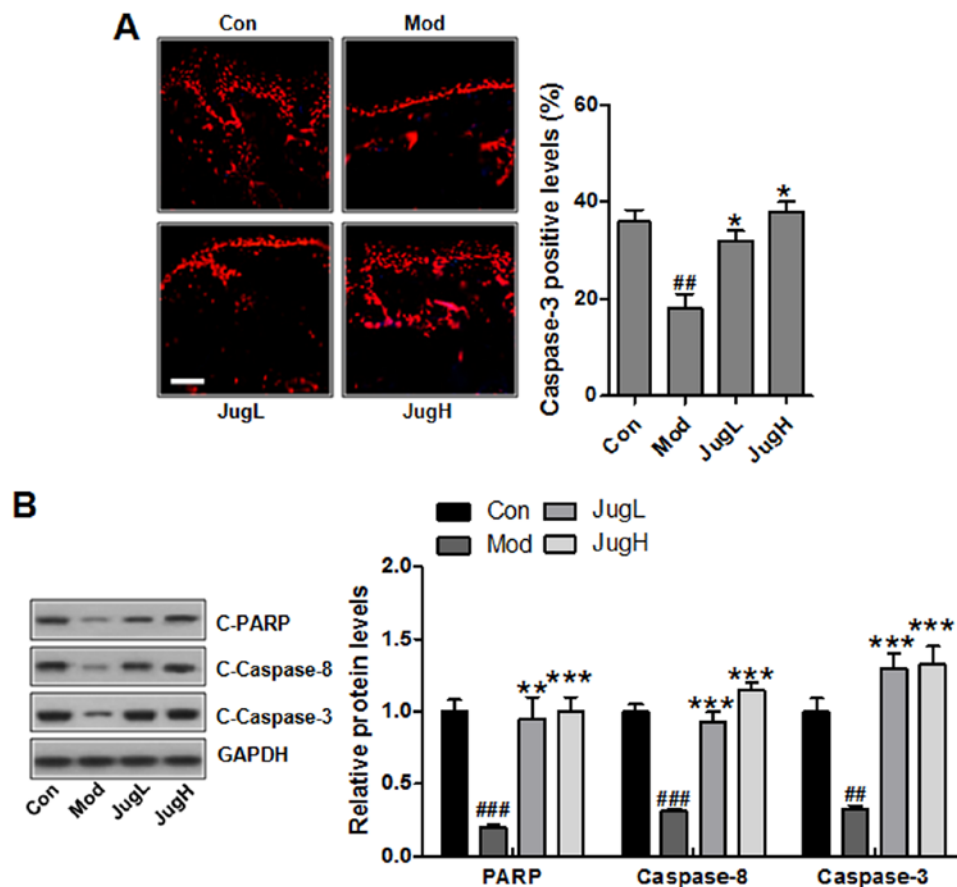 A
Con
Mod
JugL
JugH
Caspase-3 positive levels (%)
60
40
20
0
*
*
##
Con
Mod
JugL
JugH
B
C-PARP
C-Caspase-8
C-Caspase-3
GAPDH
Con
Mod
JugL
JugH
Con
JugL
Mod
JugH
Relative protein levels
2.0
1.5
1.0
0.5
0.0
###
**
***
###
***
***
##
***
***
PARP
Caspase-8
Caspase-3